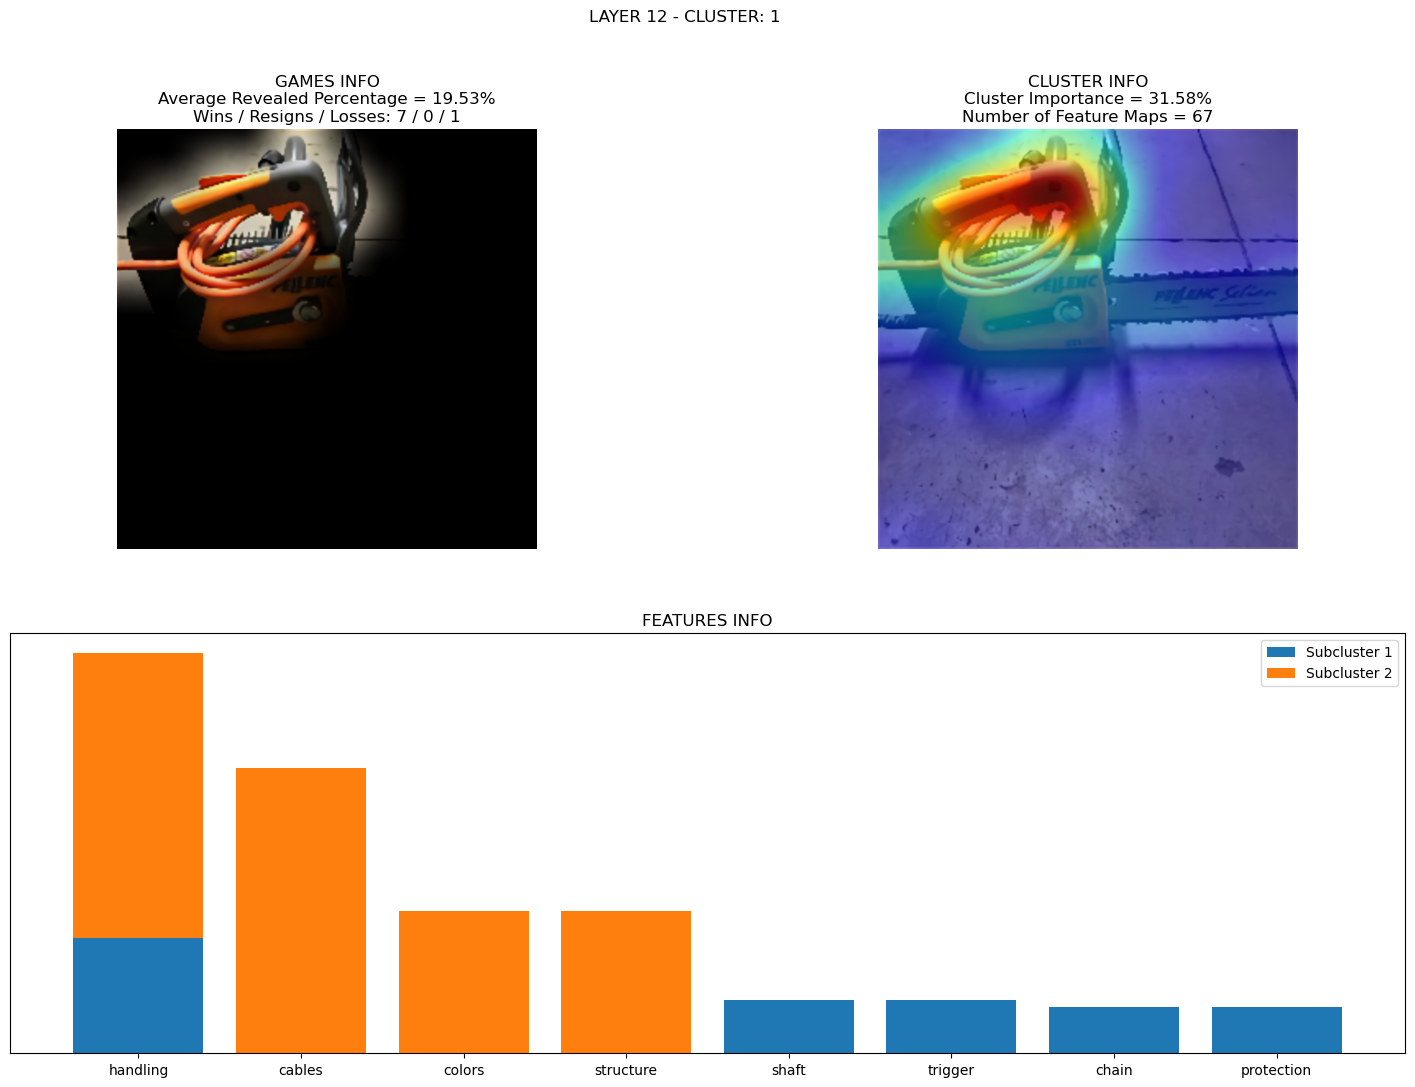 LAYER 12 - CLUSTER: 1
GAMES INFO
Average Revealed Percentage = 19.53%
Wins / Resigns / Losses: 7 / 0 / 1
CLUSTER INFO
Cluster Importance = 31.58%
Number of Feature Maps = 67
PELLENC
PELLENC
PELLENC Selion
FEATURES INFO
Subcluster 1
Subcluster 2
handling
cables
colors
structure
shaft
trigger
chain
protection